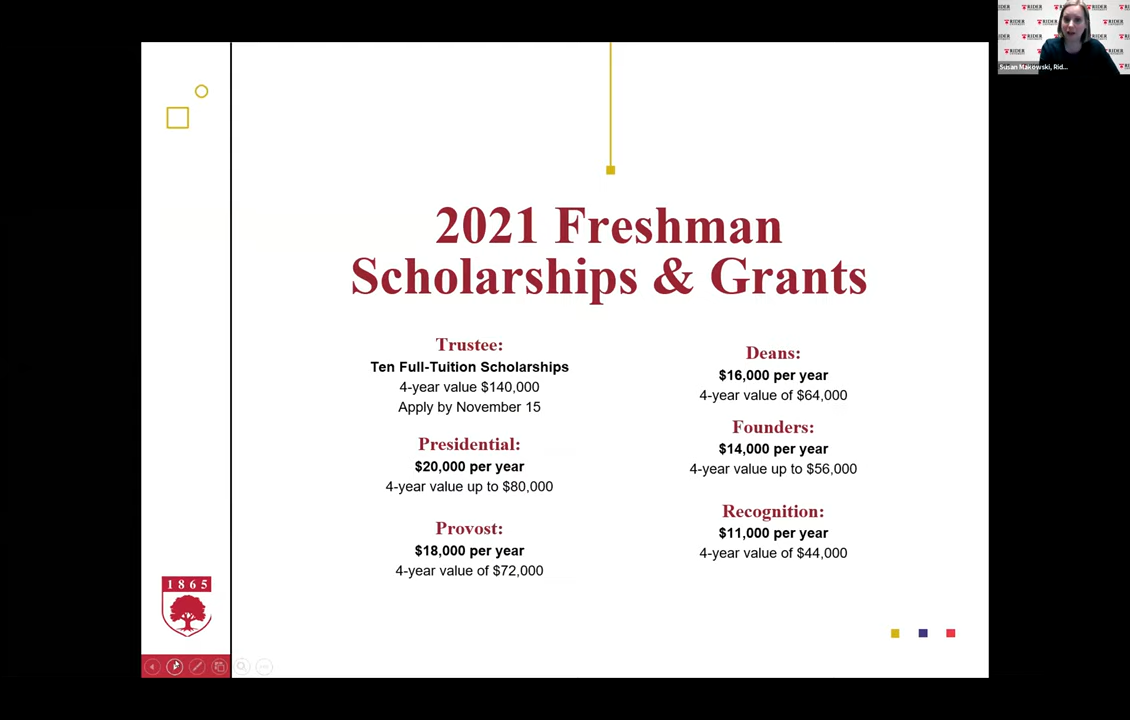 2021 Freshman
Scholarships & Grants
Trustee:
Ten Full-Tuition Scholarships
4-year value $140,000
Apply by November 15
Presidential:
$20,000 per year
4-year value up to $80,000
Provost:
$18,000 per year
4-year value of $72,000
Deans:
$16,000 per year
4-year value of $64,000
Founders:
$14,000 per year
4-year value up to $56,000
Recognition:
$11,000 per year
4-year value of $44,000
1865
RIDER
Susan Makowski, Rid...